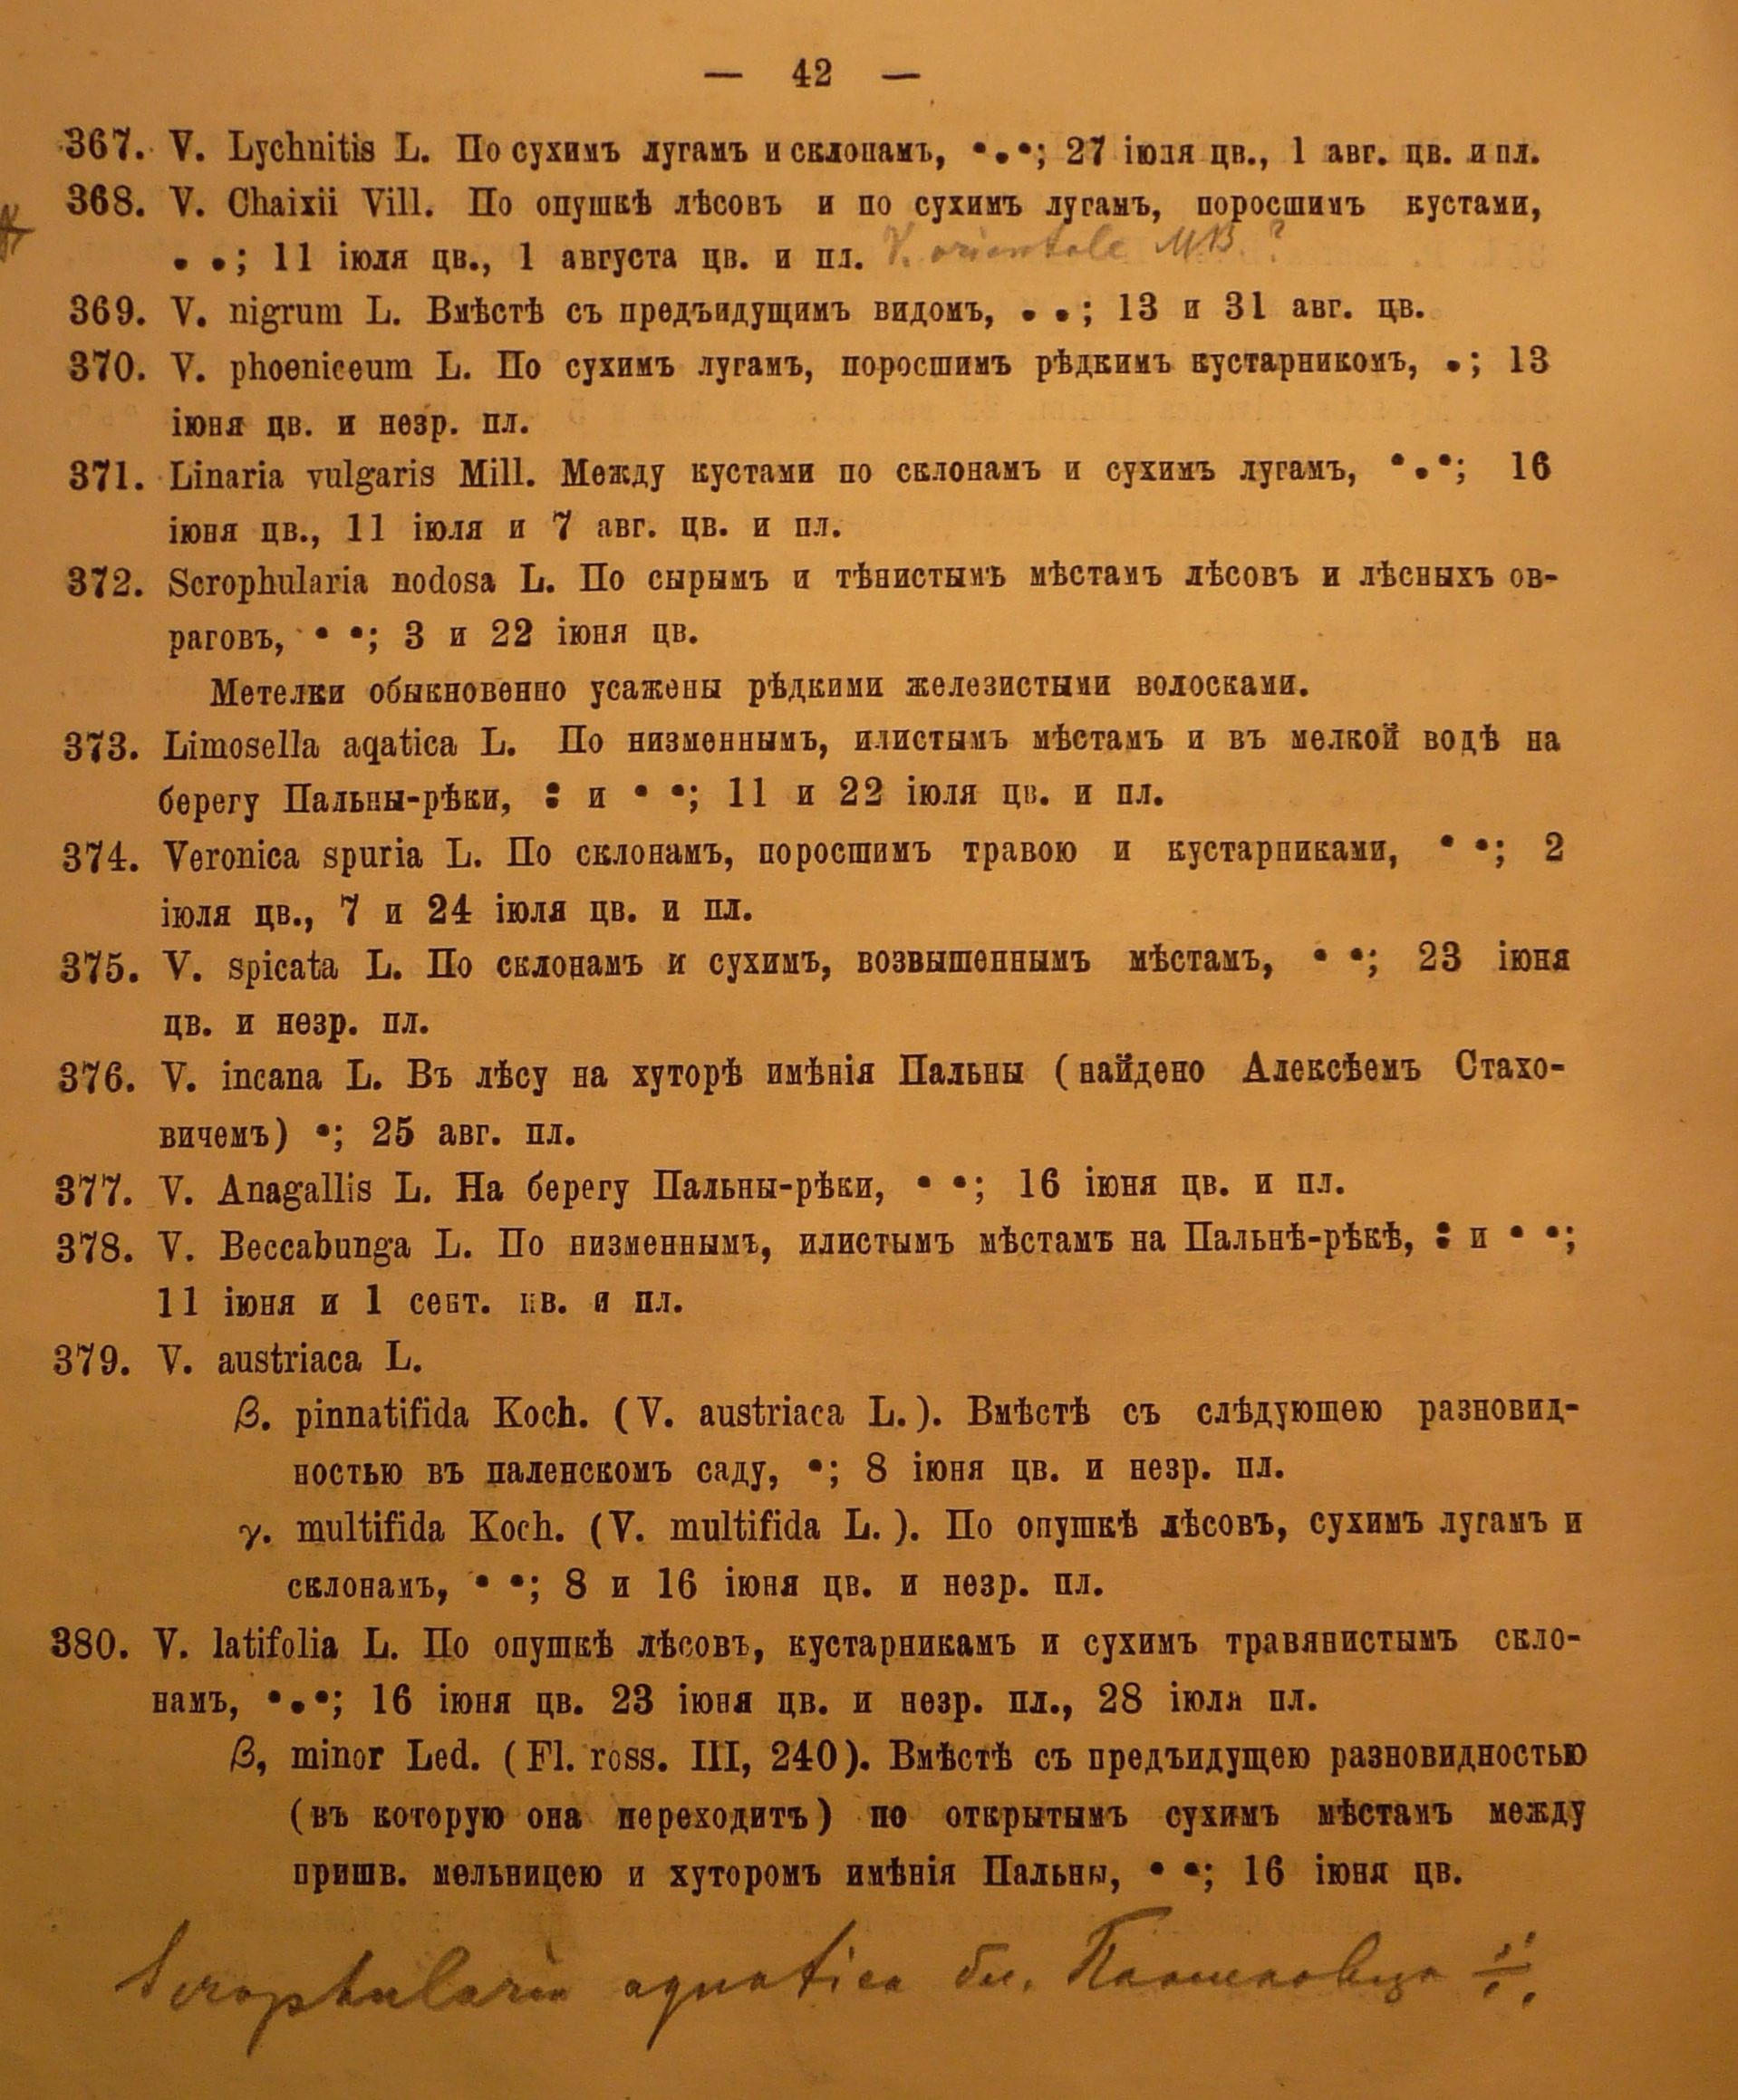 — 42 —
367. V. Lychnitis L. По сухимъ лугамъ и склонамъ, •.•; 27 іюля цв., 1 авг. цв. и пл.
368. V. Chaixii Vill. По опушкѣ лѣсовъ и по сухимъ лугамъ, поросшимъ кустами,
• •; 11 іюля цв., 1 августа цв. и пл. V. orientale MB ?
369. V. nigrum L. Вмѣстѣ съ предъидущимъ видомъ, • •; 13 и 31 авг. цв.
370. V. phoeniceum L. По сухимъ лугамъ, поросшимъ рѣдкимъ кустарникомъ, •; 13
іюня цв. и незр. пл.
371. Linaria vulgaris Mill. Между кустами по склонамъ и сухимъ лугамъ, •.•; 16
іюня цв., 11 іюля и 7 авг. цв. и пл.
372. Scrophularia nodosa L. По сырымъ и тѣнистымъ мѣстамъ лѣсовъ и лѣсныхъ ов-
раговъ, • •; 3 и 22 іюня цв.
Метелки обыкновенно усажены рѣдкими железистыми волосками.
373. Limosella aqatica L. По низменнымъ, илистымъ мѣстамъ и въ мелкой водѣ на
берегу Пальны-рѣки, : и • •; 11 и 22 іюля цв. и пл.
374. Veronica spuria L. По склонамъ, поросшимъ травою и кустарниками, • •; 2
іюля цв., 7 и 24 іюля цв. и пл.
375. V. spicata L. По склонамъ и сухимъ, возвышеннымъ мѣстамъ, • •; 23 іюня
цв. и незр. пл.
376. V. incana L. Въ лѣсу на хуторѣ имѣнія Пальны (найдено Алексѣемъ Стахо-
вичемъ) •; 25 авг. пл.
377. V. Anagallis L. На берегу Пальны-рѣки, • •; 16 іюня цв. и пл.
378. V. Beccabunga L. По низменнымъ, илистымъ мѣстамъ на Пальнѣ-рѣкѣ, : и • •;
11 іюня и 1 сент. цв. и пл.
379. V. austriaca L.
β. pinnatifida Koch. (V. austriaca L.). Вмѣстѣ съ слѣдующею разновид-
ностью въ паленскомъ саду, •; 8 іюня цв. и незр. пл.
γ. multifida Koch. (V. multifida L.). По опушкѣ лѣсовъ, сухимъ лугамъ и
склонамъ, • •; 8 и 16 іюня цв. и незр. пл.
380. V. latifolia L. По опушкѣ лѣсовъ, кустарникамъ и сухимъ травянистымъ скло-
намъ, •.•; 16 іюня цв. 23 іюня цв. и незр. пл., 28 іюля пл.
β, minor Led. (Fl. ross. III, 240). Вмѣстѣ съ предъидущею разновидностью
(въ которую она переходитъ) по открытымъ сухимъ мѣстамъ между
пришв. мельницею и хуторомъ имѣнія Пальны, • •; 16 іюня цв.
Scrophularia aquatica бл.